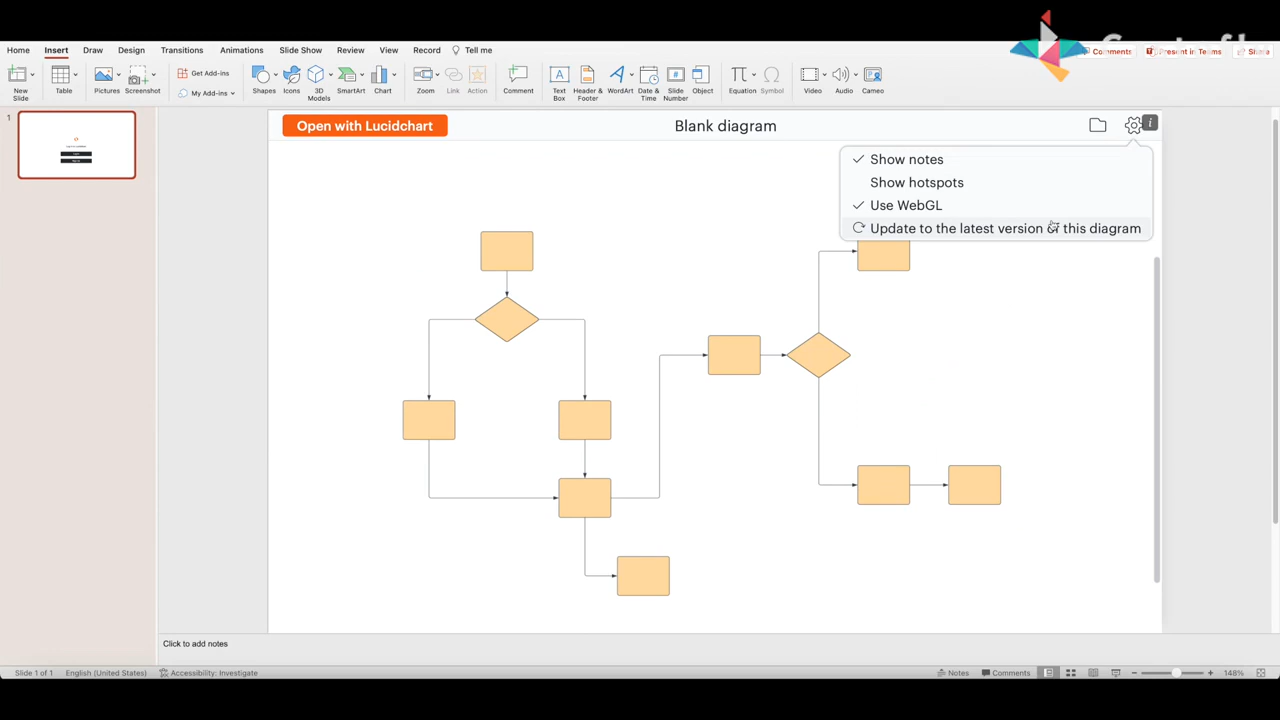 Home Insert Draw Design Transitions Animations Slide Show Review View Record Tell me Comments Present in Teams Share
New Slide
Table
Pictures
Screenshot
Get Add-ins
My Add-ins
Shapes
Icons
3D Models
SmartArt
Chart
Zoom
Link
Action
Comment
Text Box
Header & Footer
WordArt
Date & Time
Slide Number
Object
Equation
Symbol
Video
Audio
Cameo
1
Open with Lucidchart
Blank diagram
i
Show notes
Show hotspots
Use WebGL
Update to the latest version of this diagram
Click to add notes
Slide 1 of 1 English (United States) Accessibility: Investigate Notes Comments 148%